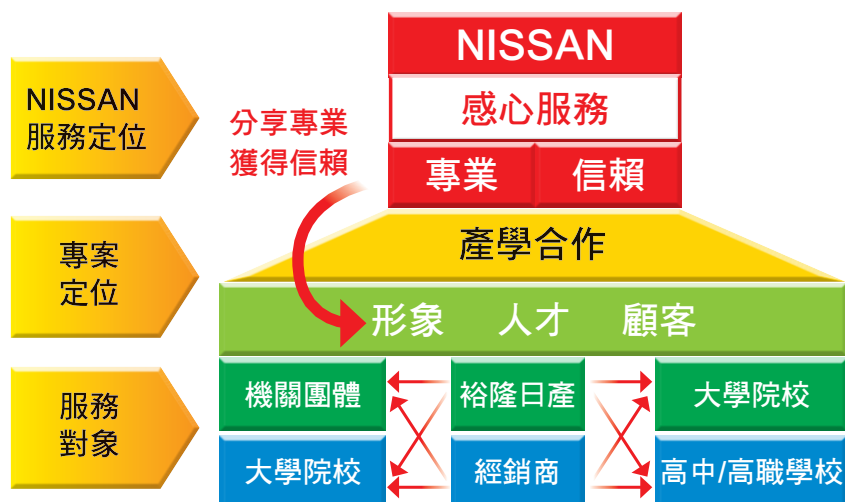 NISSAN
服務定位
NISSAN
感心服務
專業
信賴
分享專業
獲得信賴
專案
定位
產學合作
形象
人才
顧客
服務
對象
機關團體
裕隆日產
大學院校
大學院校
經銷商
高中/高職學校